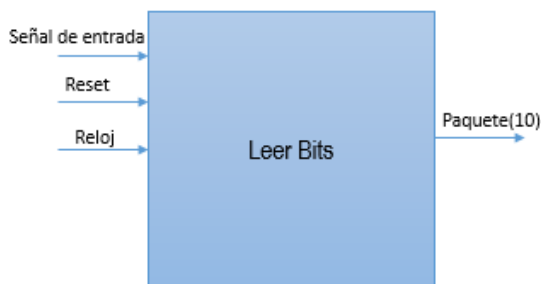 Señal de entrada
Reset
Reloj
Leer Bits
Paquete(10)